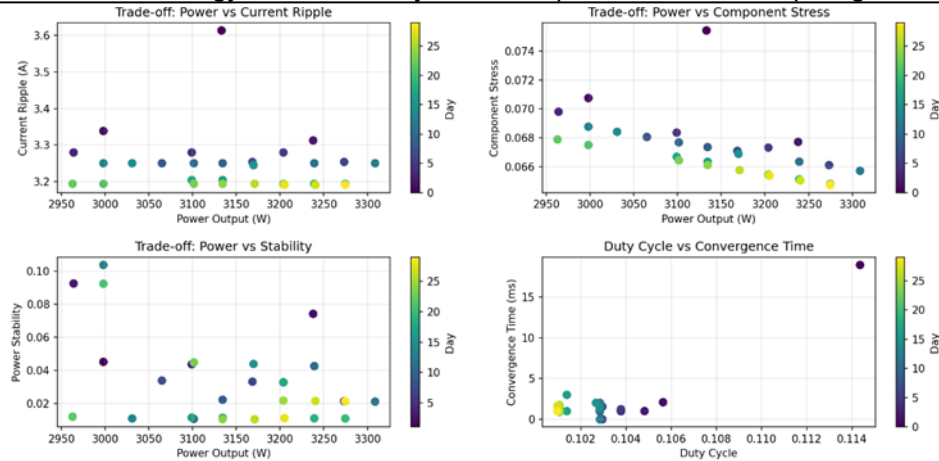 Trade-off: Power vs Current Ripple
Current Ripple (A)
3.6
3.5
3.4
3.3
3.2
2950 3000 3050 3100 3150 3200 3250 3300
Power Output (W)
25
20
15
10
5
0
Day
Trade-off: Power vs Component Stress
Component Stress
0.074
0.072
0.070
0.068
0.066
2950 3000 3050 3100 3150 3200 3250 3300
Power Output (W)
25
20
15
10
5
0
Day
Trade-off: Power vs Stability
Power Stability
0.10
0.08
0.06
0.04
0.02
2950 3000 3050 3100 3150 3200 3250 3300
Power Output (W)
25
20
15
10
5
Day
Duty Cycle vs Convergence Time
Convergence Time (ms)
15
10
5
0
0.102 0.104 0.106 0.108 0.110 0.112 0.114
Duty Cycle
25
20
15
10
5
0
Day